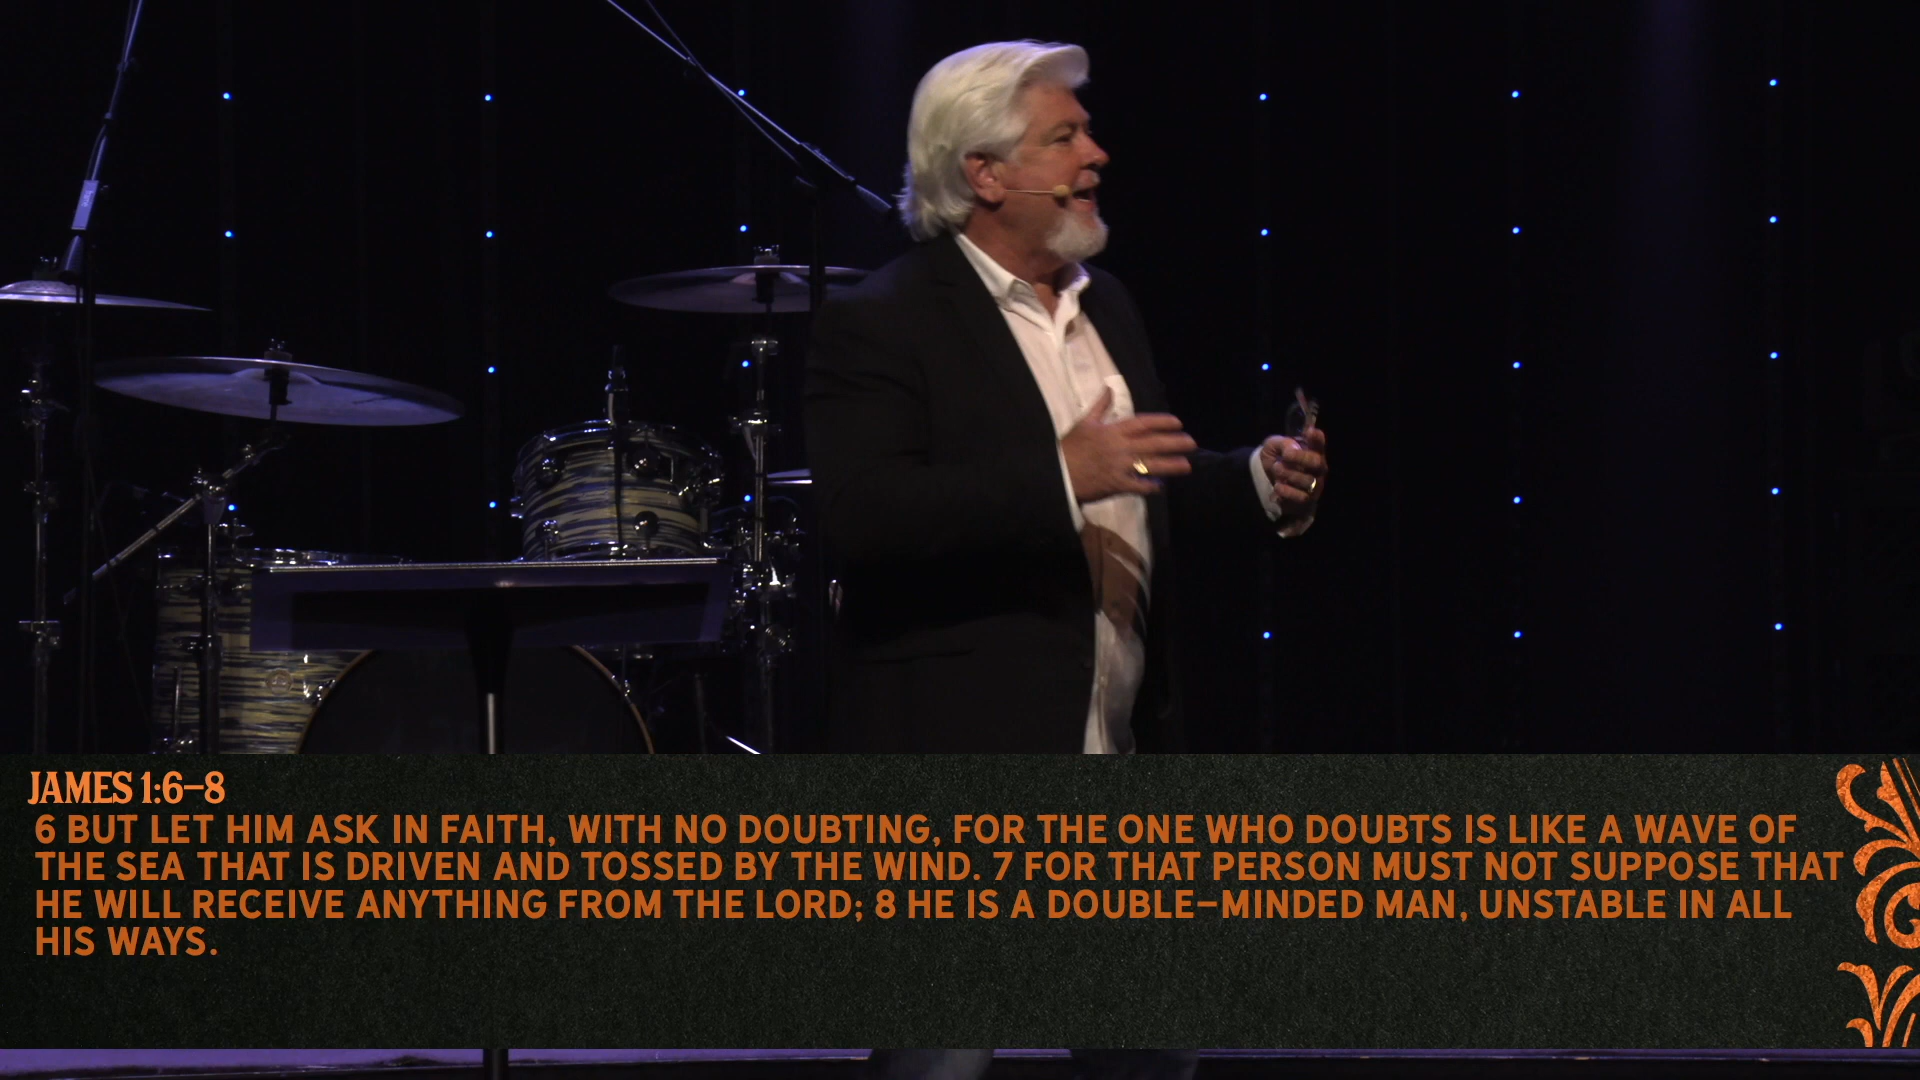 JAMES 1:6–8
6 BUT LET HIM ASK IN FAITH, WITH NO DOUBTING, FOR THE ONE WHO DOUBTS IS LIKE A WAVE OF
THE SEA THAT IS DRIVEN AND TOSSED BY THE WIND. 7 FOR THAT PERSON MUST NOT SUPPOSE THAT
HE WILL RECEIVE ANYTHING FROM THE LORD; 8 HE IS A DOUBLE–MINDED MAN, UNSTABLE IN ALL
HIS WAYS.